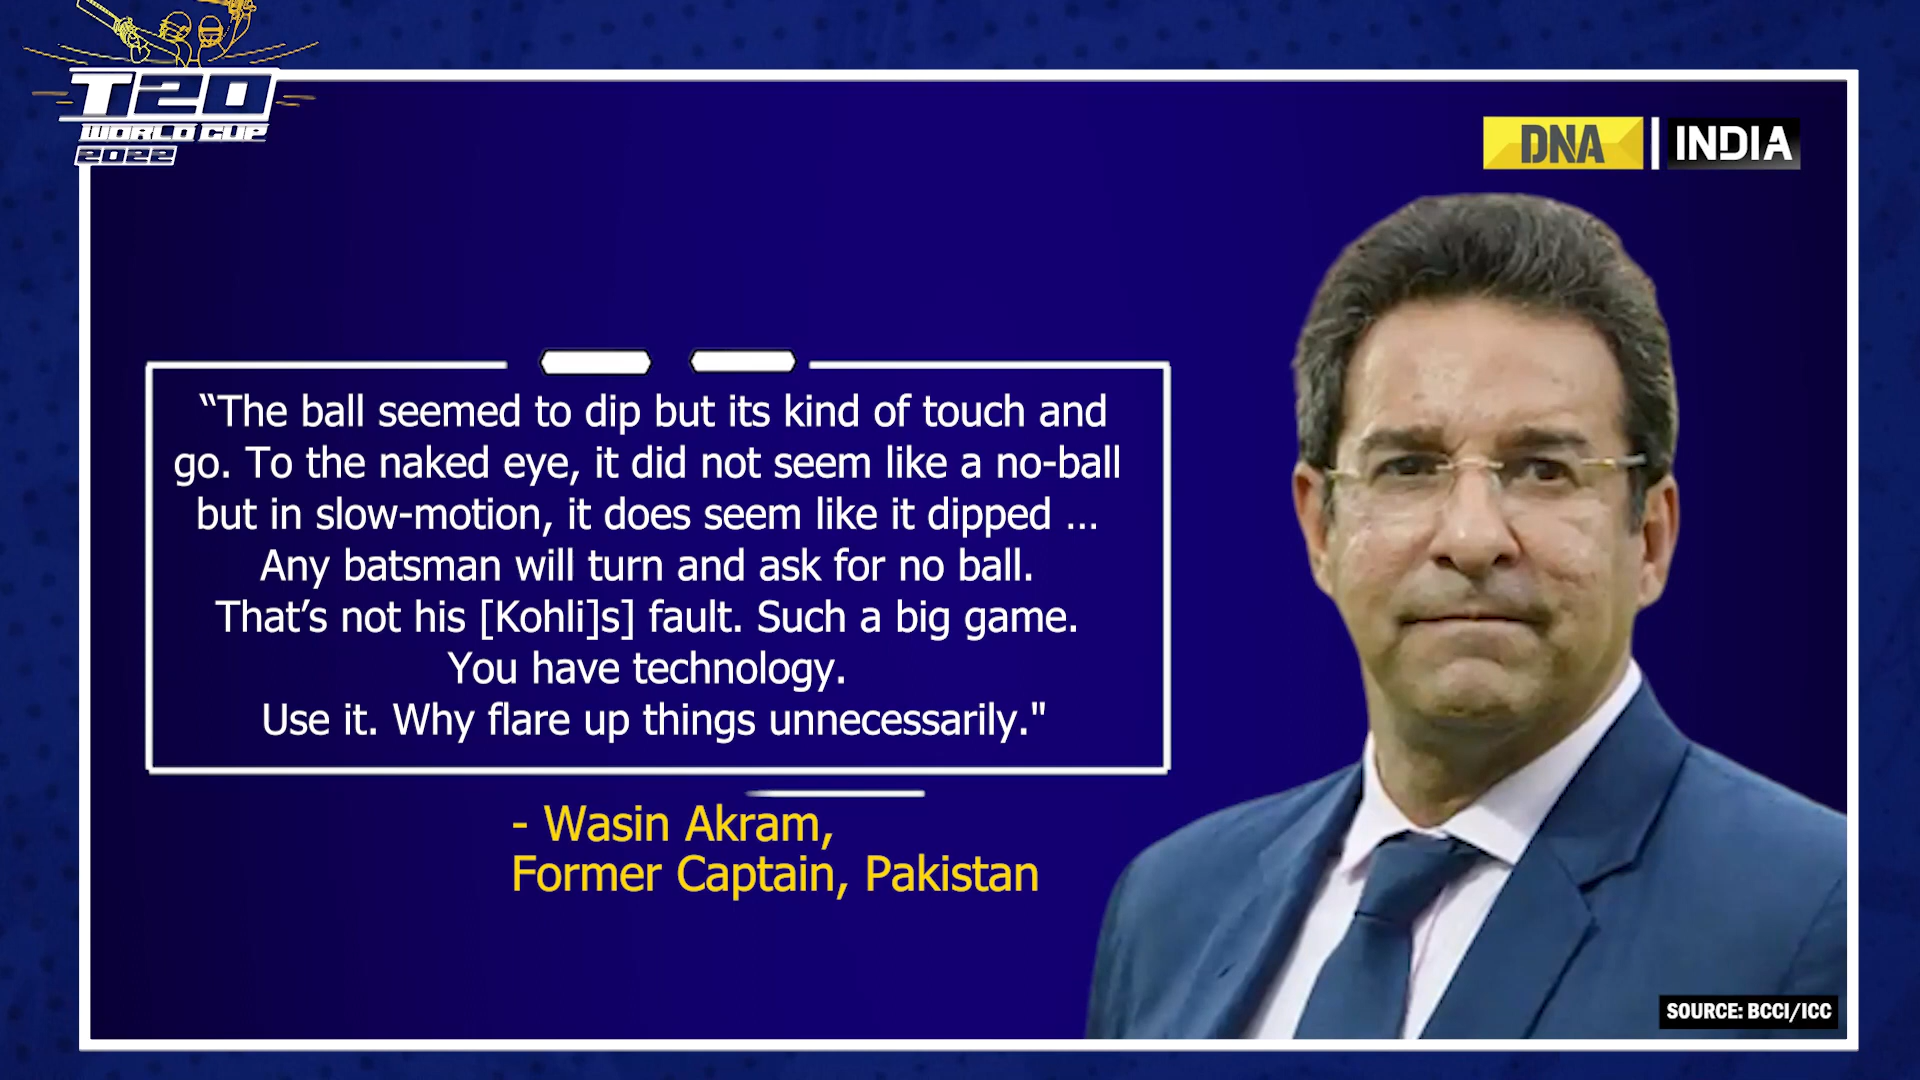 T20
WORLD CUP
2022
DNA INDIA
“The ball seemed to dip but its kind of touch and
go. To the naked eye, it did not seem like a no-ball
but in slow-motion, it does seem like it dipped ...
Any batsman will turn and ask for no ball.
That’s not his [Kohli]s] fault. Such a big game.
You have technology.
Use it. Why flare up things unnecessarily."
- Wasin Akram,
Former Captain, Pakistan
SOURCE: BCCI/ICC